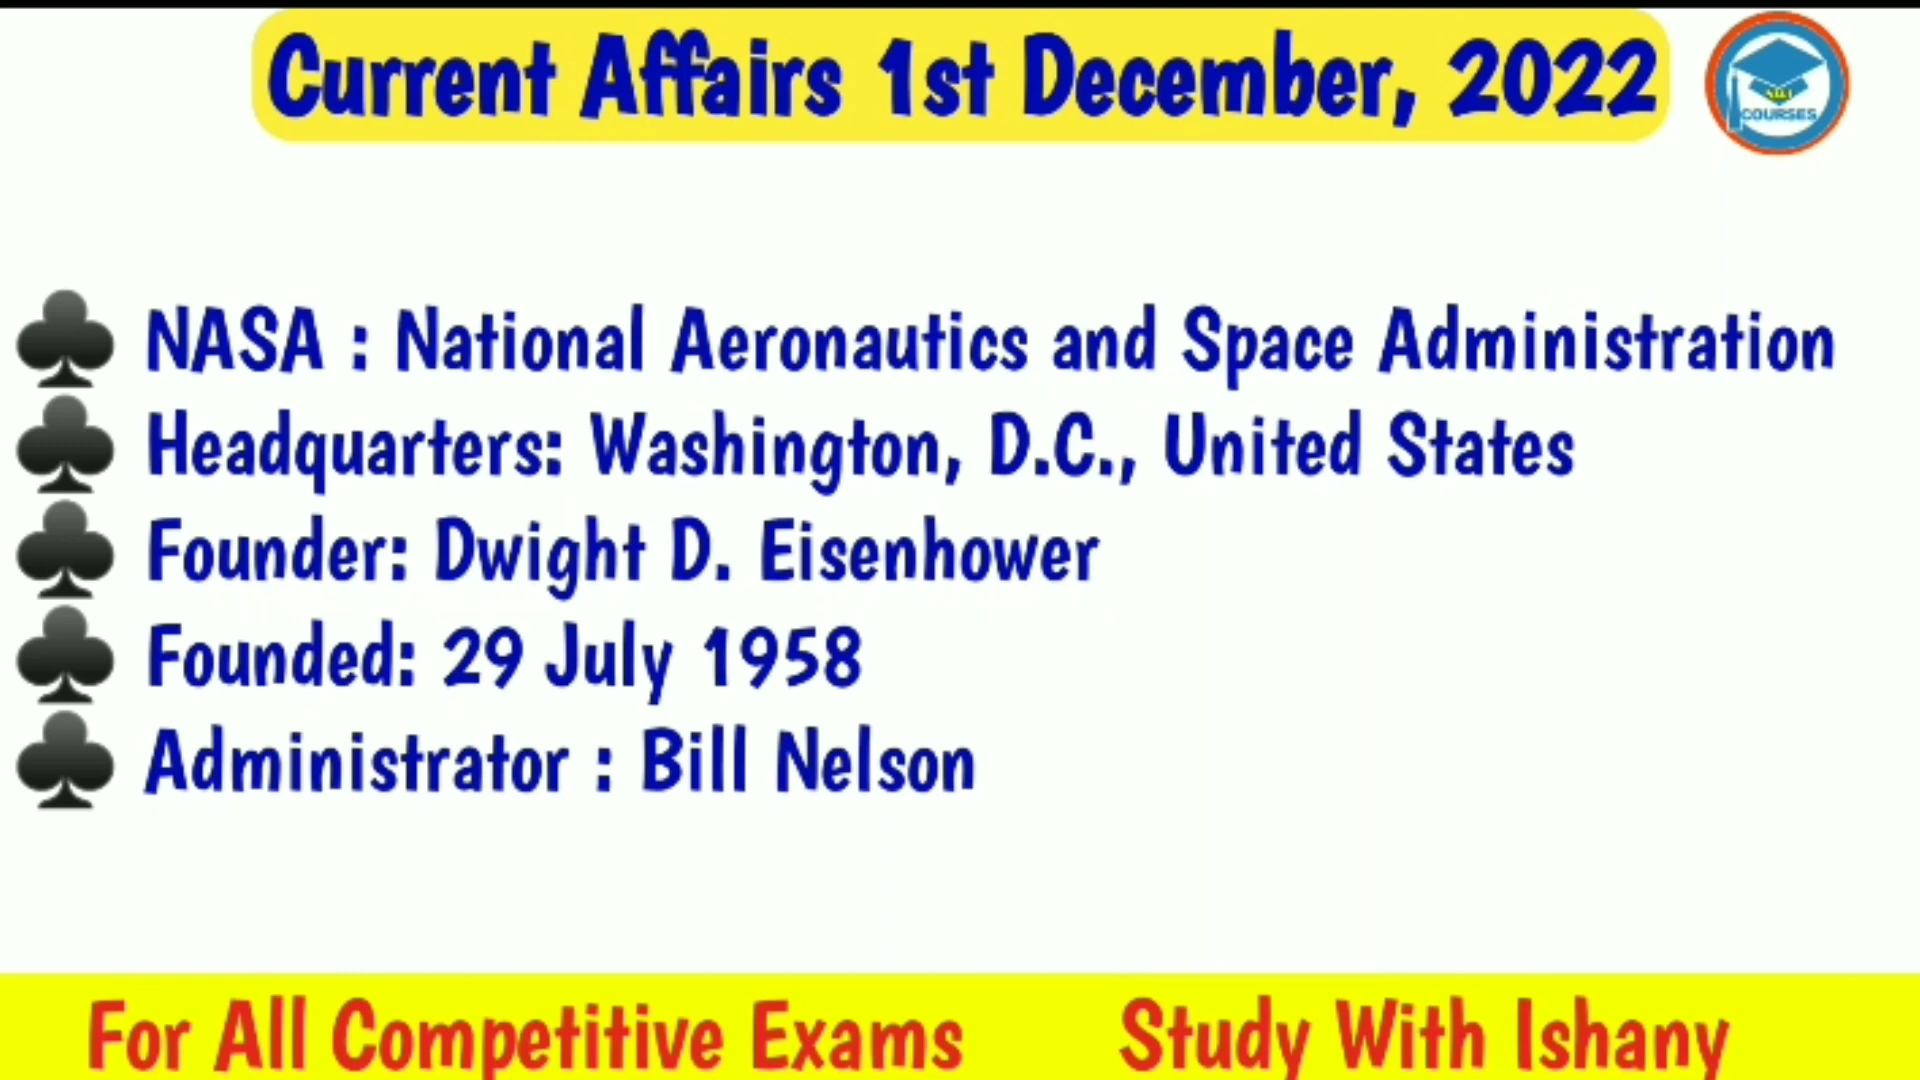 Current Affairs 1st December, 2022
COURSES
NASA : National Aeronautics and Space Administration
Headquarters: Washington, D.C., United States
Founder: Dwight D. Eisenhower
Founded: 29 July 1958
Administrator : Bill Nelson
For All Competitive Exams Study With Ishany